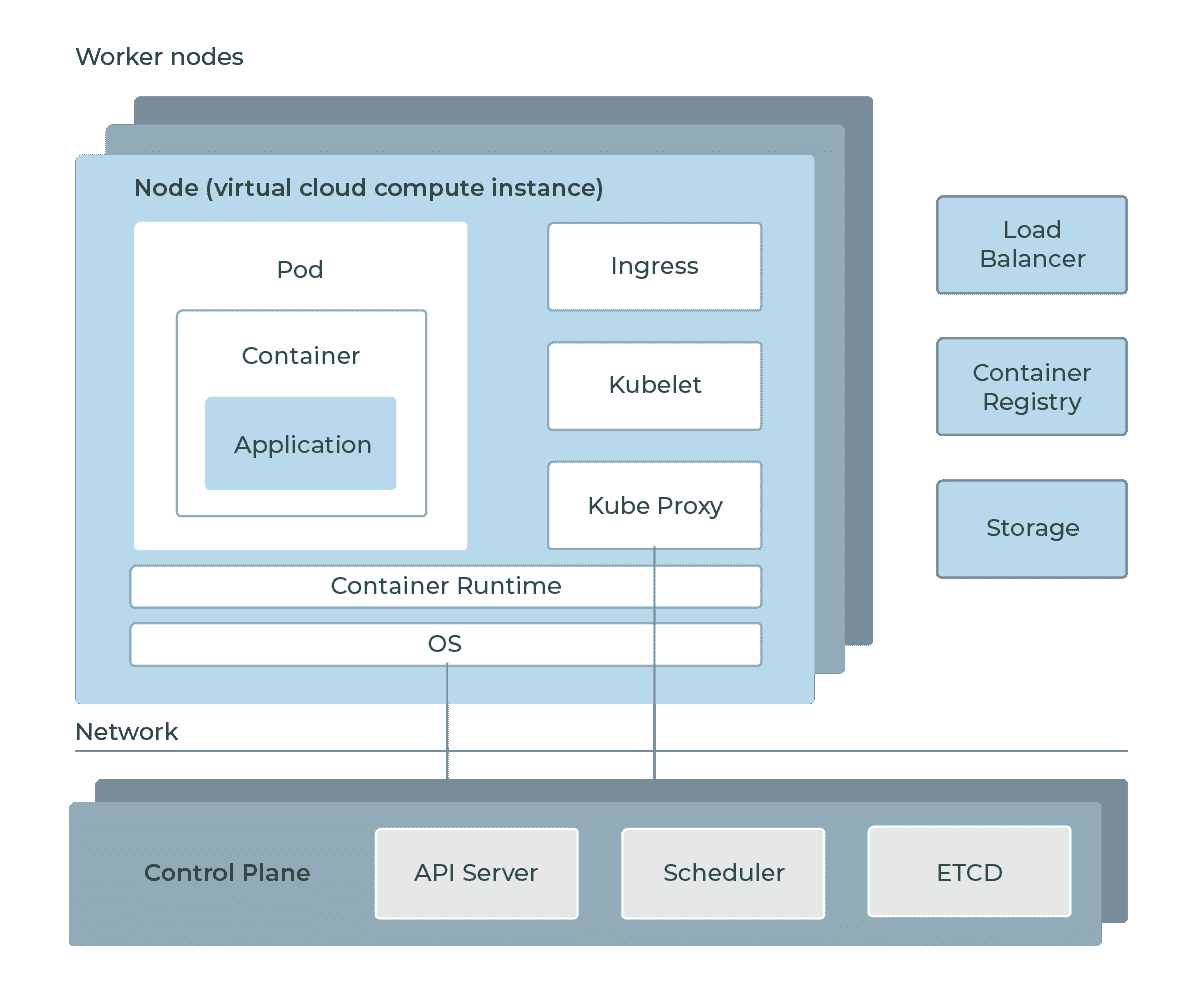 Worker nodes
Node (virtual cloud compute instance)
Pod
Container
Application
Ingress
Kubelet
Kube Proxy
Container Runtime
OS
Load
Balancer
Container
Registry
Storage
Network
Control Plane
API Server
Scheduler
ETCD